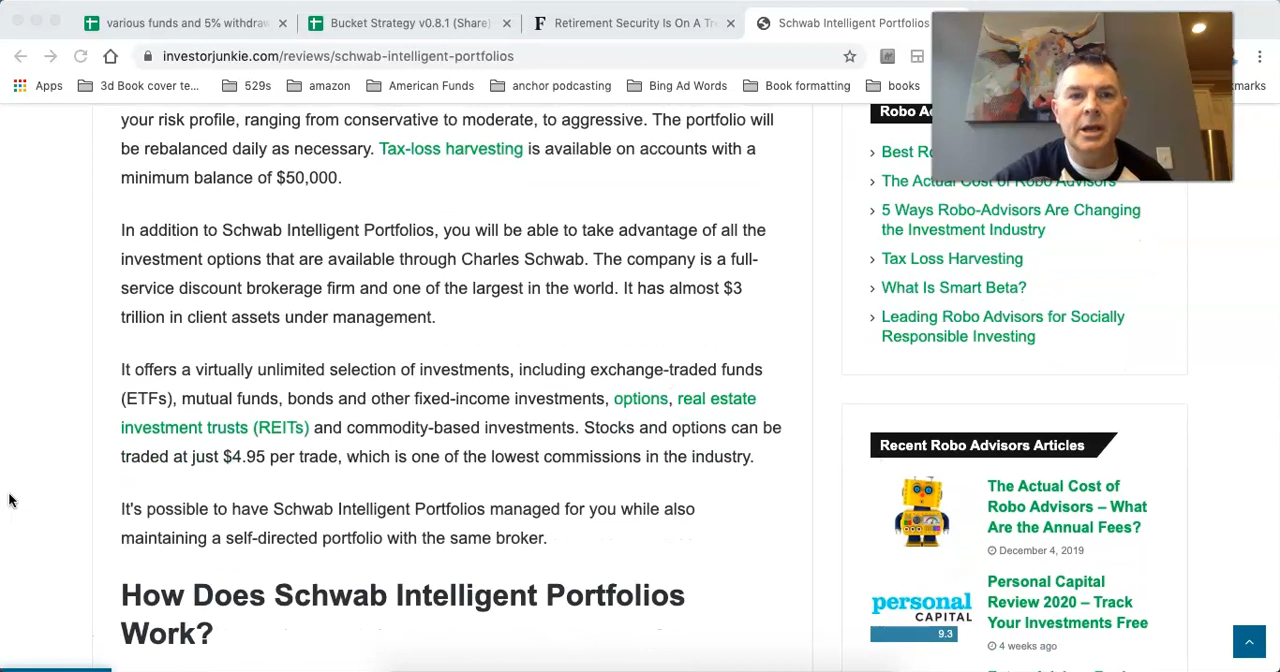 various funds and 5% withdraw
Bucket Strategy v0.8.1 (Share)
Retirement Security Is On A Tr
Schwab Intelligent Portfolios
investorjunkie.com/reviews/schwab-intelligent-portfolios
Apps
3d Book cover te...
529s
amazon
American Funds
anchor podcasting
Bing Ad Words
Book formatting
books
your risk profile, ranging from conservative to moderate, to aggressive. The portfolio will
be rebalanced daily as necessary. Tax-loss harvesting is available on accounts with a
minimum balance of $50,000.
In addition to Schwab Intelligent Portfolios, you will be able to take advantage of all the
investment options that are available through Charles Schwab. The company is a full-
service discount brokerage firm and one of the largest in the world. It has almost $3
trillion in client assets under management.
It offers a virtually unlimited selection of investments, including exchange-traded funds
(ETFs), mutual funds, bonds and other fixed-income investments, options, real estate
investment trusts (REITs) and commodity-based investments. Stocks and options can be
traded at just $4.95 per trade, which is one of the lowest commissions in the industry.
It's possible to have Schwab Intelligent Portfolios managed for you while also
maintaining a self-directed portfolio with the same broker.
How Does Schwab Intelligent Portfolios
Work?
Robo
Best
The Actual Cost of Robo Advisors
5 Ways Robo-Advisors Are Changing
the Investment Industry
Tax Loss Harvesting
What Is Smart Beta?
Leading Robo Advisors for Socially
Responsible Investing
Recent Robo Advisors Articles
The Actual Cost of
Robo Advisors – What
Are the Annual Fees?
December 4, 2019
personal
CAPITAL
9.3
Personal Capital
Review 2020 – Track
Your Investments Free
4 weeks ago